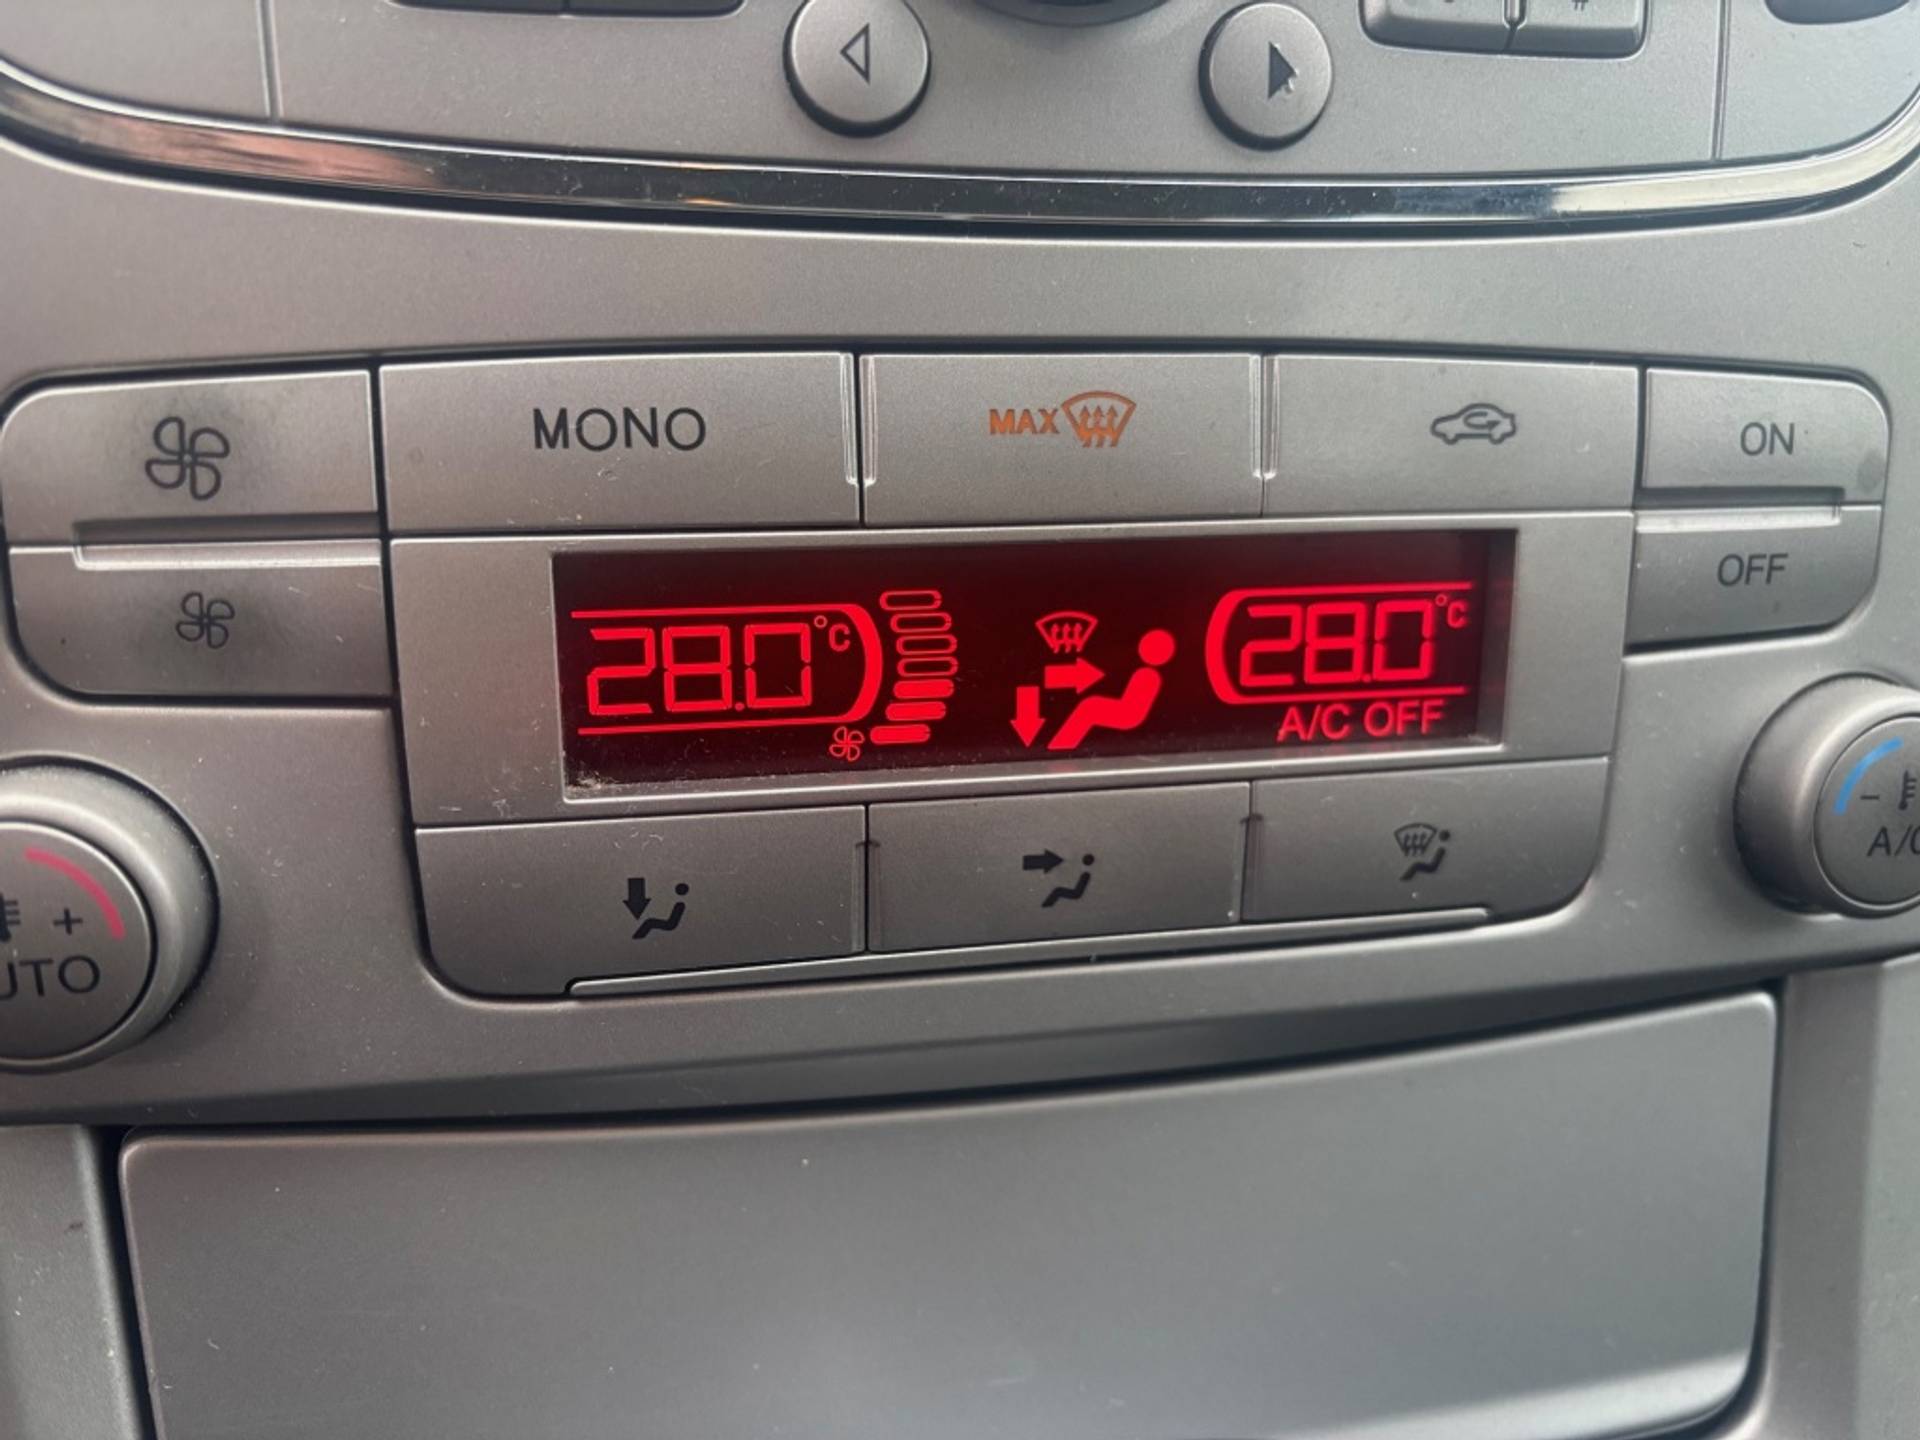 MONO
MAX
ON
OFF
28.0°C
28.0°C
A/C OFF
+
UTO
−
A/C